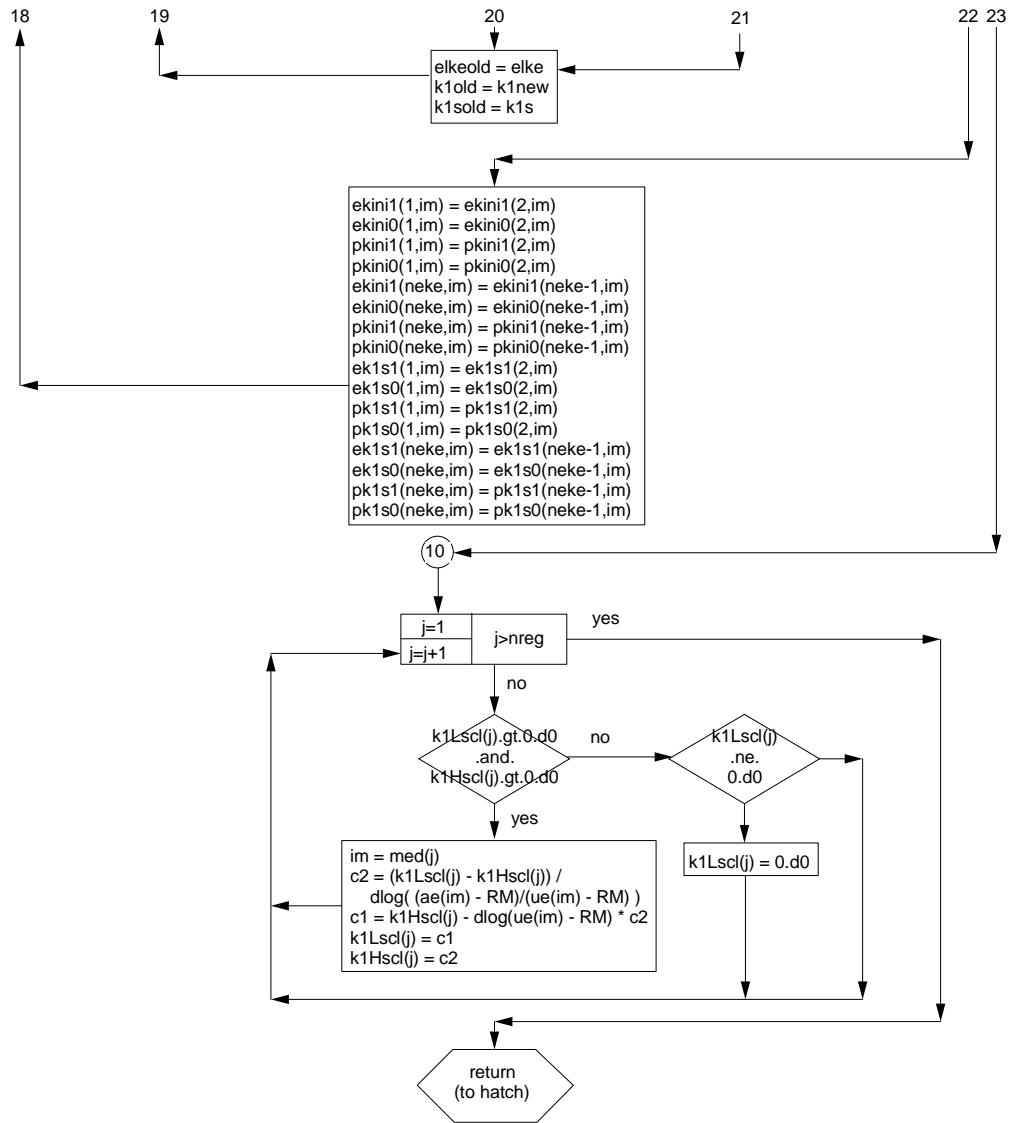 18 19 20 21 22 23
elkeold = elke
k1old = k1new
k1sold = k1s
ekini1(1,im) = ekini1(2,im)
ekini0(1,im) = ekini0(2,im)
pkini1(1,im) = pkini1(2,im)
pkini0(1,im) = pkini0(2,im)
ekini1(neke,im) = ekini1(neke-1,im)
ekini0(neke,im) = ekini0(neke-1,im)
pkini1(neke,im) = pkini1(neke-1,im)
pkini0(neke,im) = pkini0(neke-1,im)
ek1s1(1,im) = ek1s1(2,im)
ek1s0(1,im) = ek1s0(2,im)
pk1s1(1,im) = pk1s1(2,im)
pk1s0(1,im) = pk1s0(2,im)
ek1s1(neke,im) = ek1s1(neke-1,im)
ek1s0(neke,im) = ek1s0(neke-1,im)
pk1s1(neke,im) = pk1s1(neke-1,im)
pk1s0(neke,im) = pk1s0(neke-1,im)
10
j=1
j=j+1
j>nreg
yes
no
k1Lscl(j).gt.0.d0
.and.
k1Hscl(j).gt.0.d0
no
k1Lscl(j)
.ne.
0.d0
yes
im = med(j)
c2 = (k1Lscl(j) - k1Hscl(j)) /
dlog( (ae(im) - RM)/(ue(im) - RM) )
c1 = k1Hscl(j) - dlog(ue(im) - RM) * c2
k1Lscl(j) = c1
k1Hscl(j) = c2
k1Lscl(j) = 0.d0
return
(to hatch)